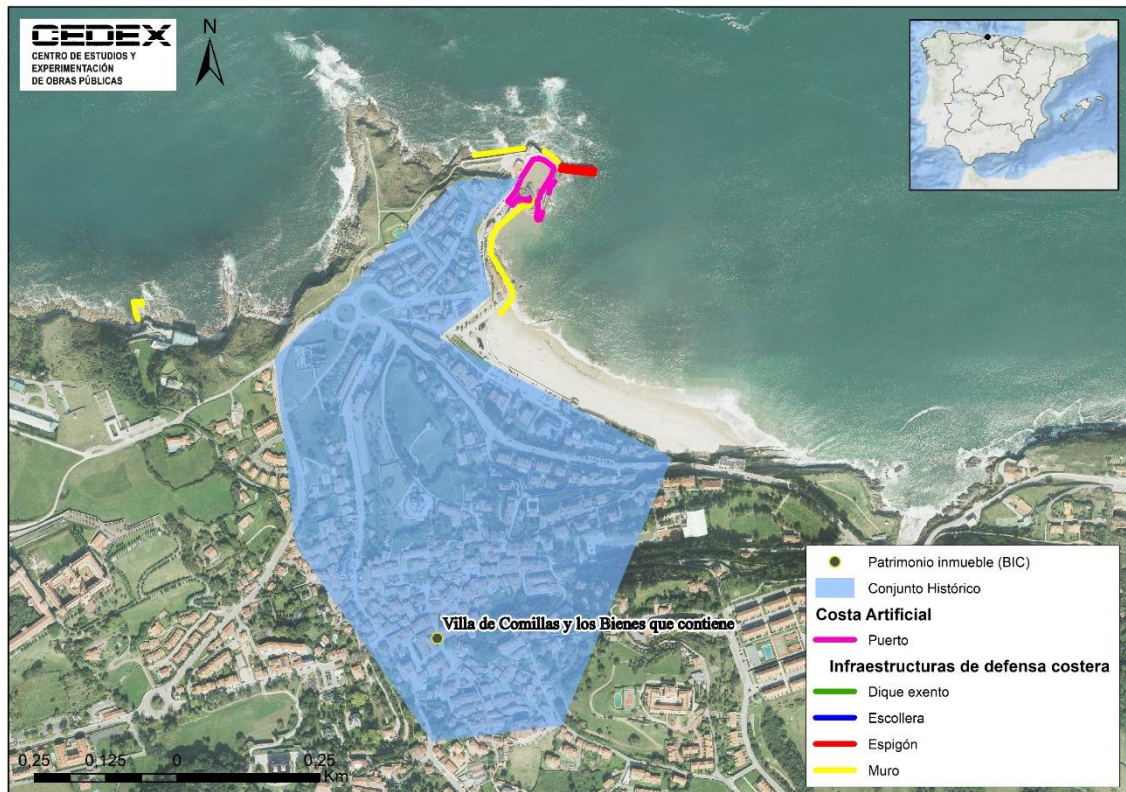 CEDEX
CENTRO DE ESTUDIOS Y
EXPERIMENTACIÓN
DE OBRAS PÚBLICAS
N
Villa de Comillas y los Bienes que contiene
Patrimonio inmueble (BIC)
Conjunto Histórico
Costa Artificial
Puerto
Infraestructuras de defensa costera
Dique exento
Escollera
Espigón
Muro
0,25 0,125 0 0,25
Km